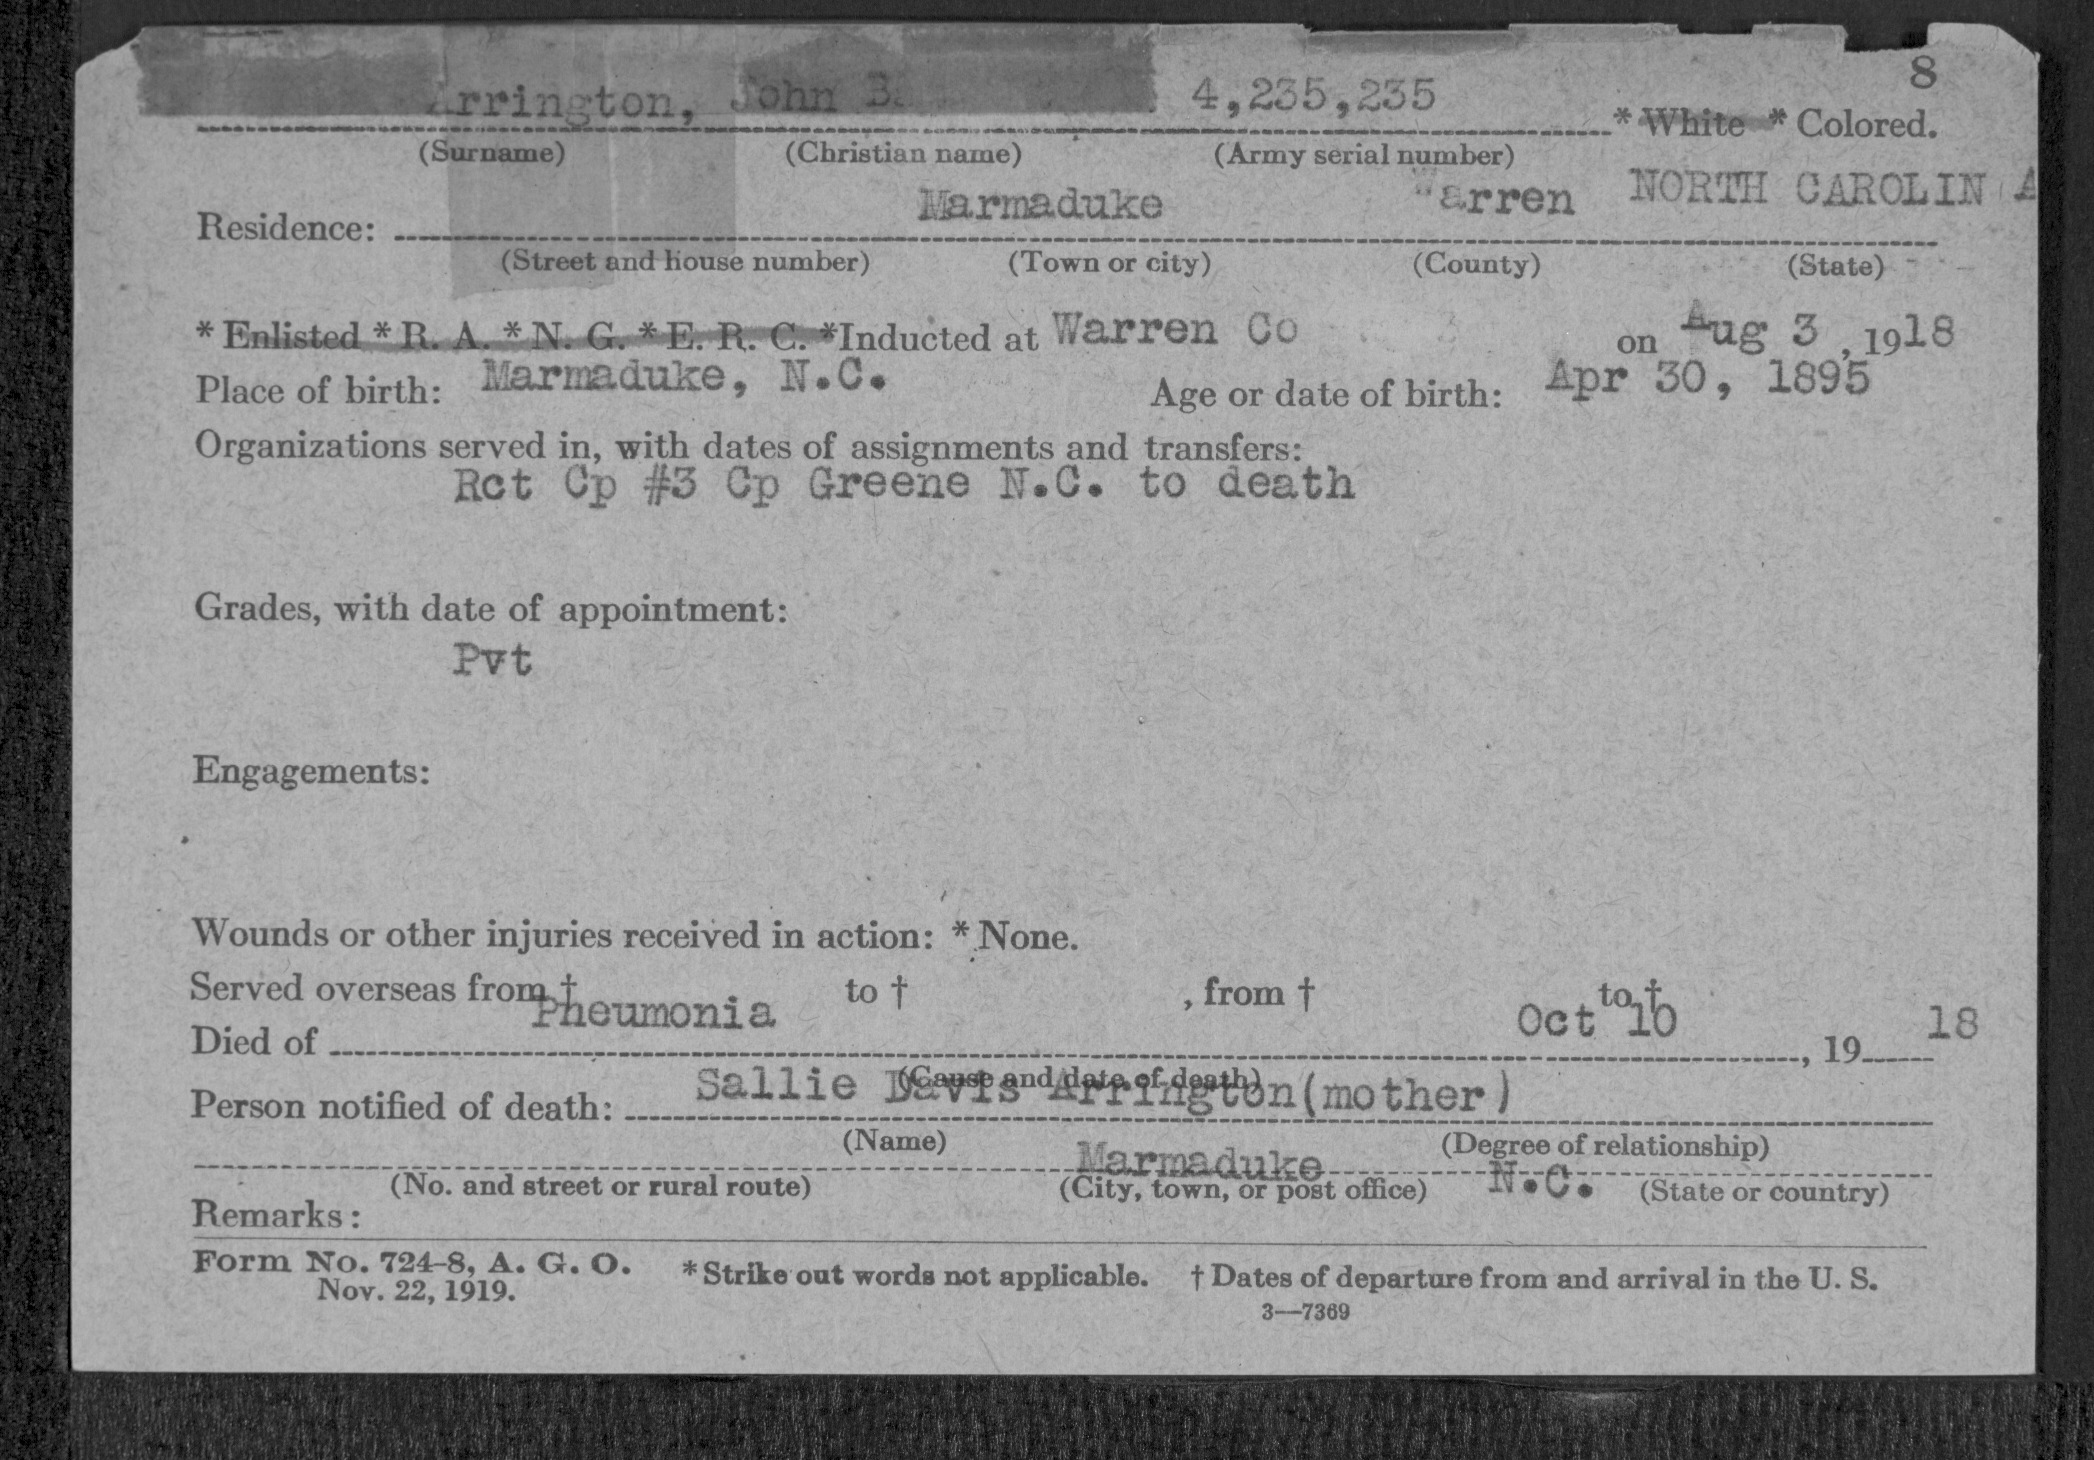 8
Arrington, John B. 4,235,235 * White * Colored.
(Surname) (Christian name) (Army serial number)
Residence: Marmaduke Warren NORTH CAROLINA
(Street and house number) (Town or city) (County) (State)
* Enlisted * R. A. * N. G. * E. R. C. * Inducted at Warren Co on Aug 3, 1918
Place of birth: Marmaduke, N.C. Age or date of birth: Apr 30, 1895
Organizations served in, with dates of assignments and transfers:
Rct Cp #3 Cp Greene N.C. to death
Grades, with date of appointment:
Pvt
Engagements:
Wounds or other injuries received in action: * None.
Served overseas from † to † , from † to †
Died of Pneumonia Oct 10, 19 18
(Cause and date of death)
Person notified of death: Sallie Davis Arrington (mother)
(Name) (Degree of relationship)
Marmaduke N.C.
(No. and street or rural route) (City, town, or post office) (State or country)
Remarks:
Form No. 724-8, A. G. O. * Strike out words not applicable. † Dates of departure from and arrival in the U. S.
Nov. 22, 1919. 3—7369